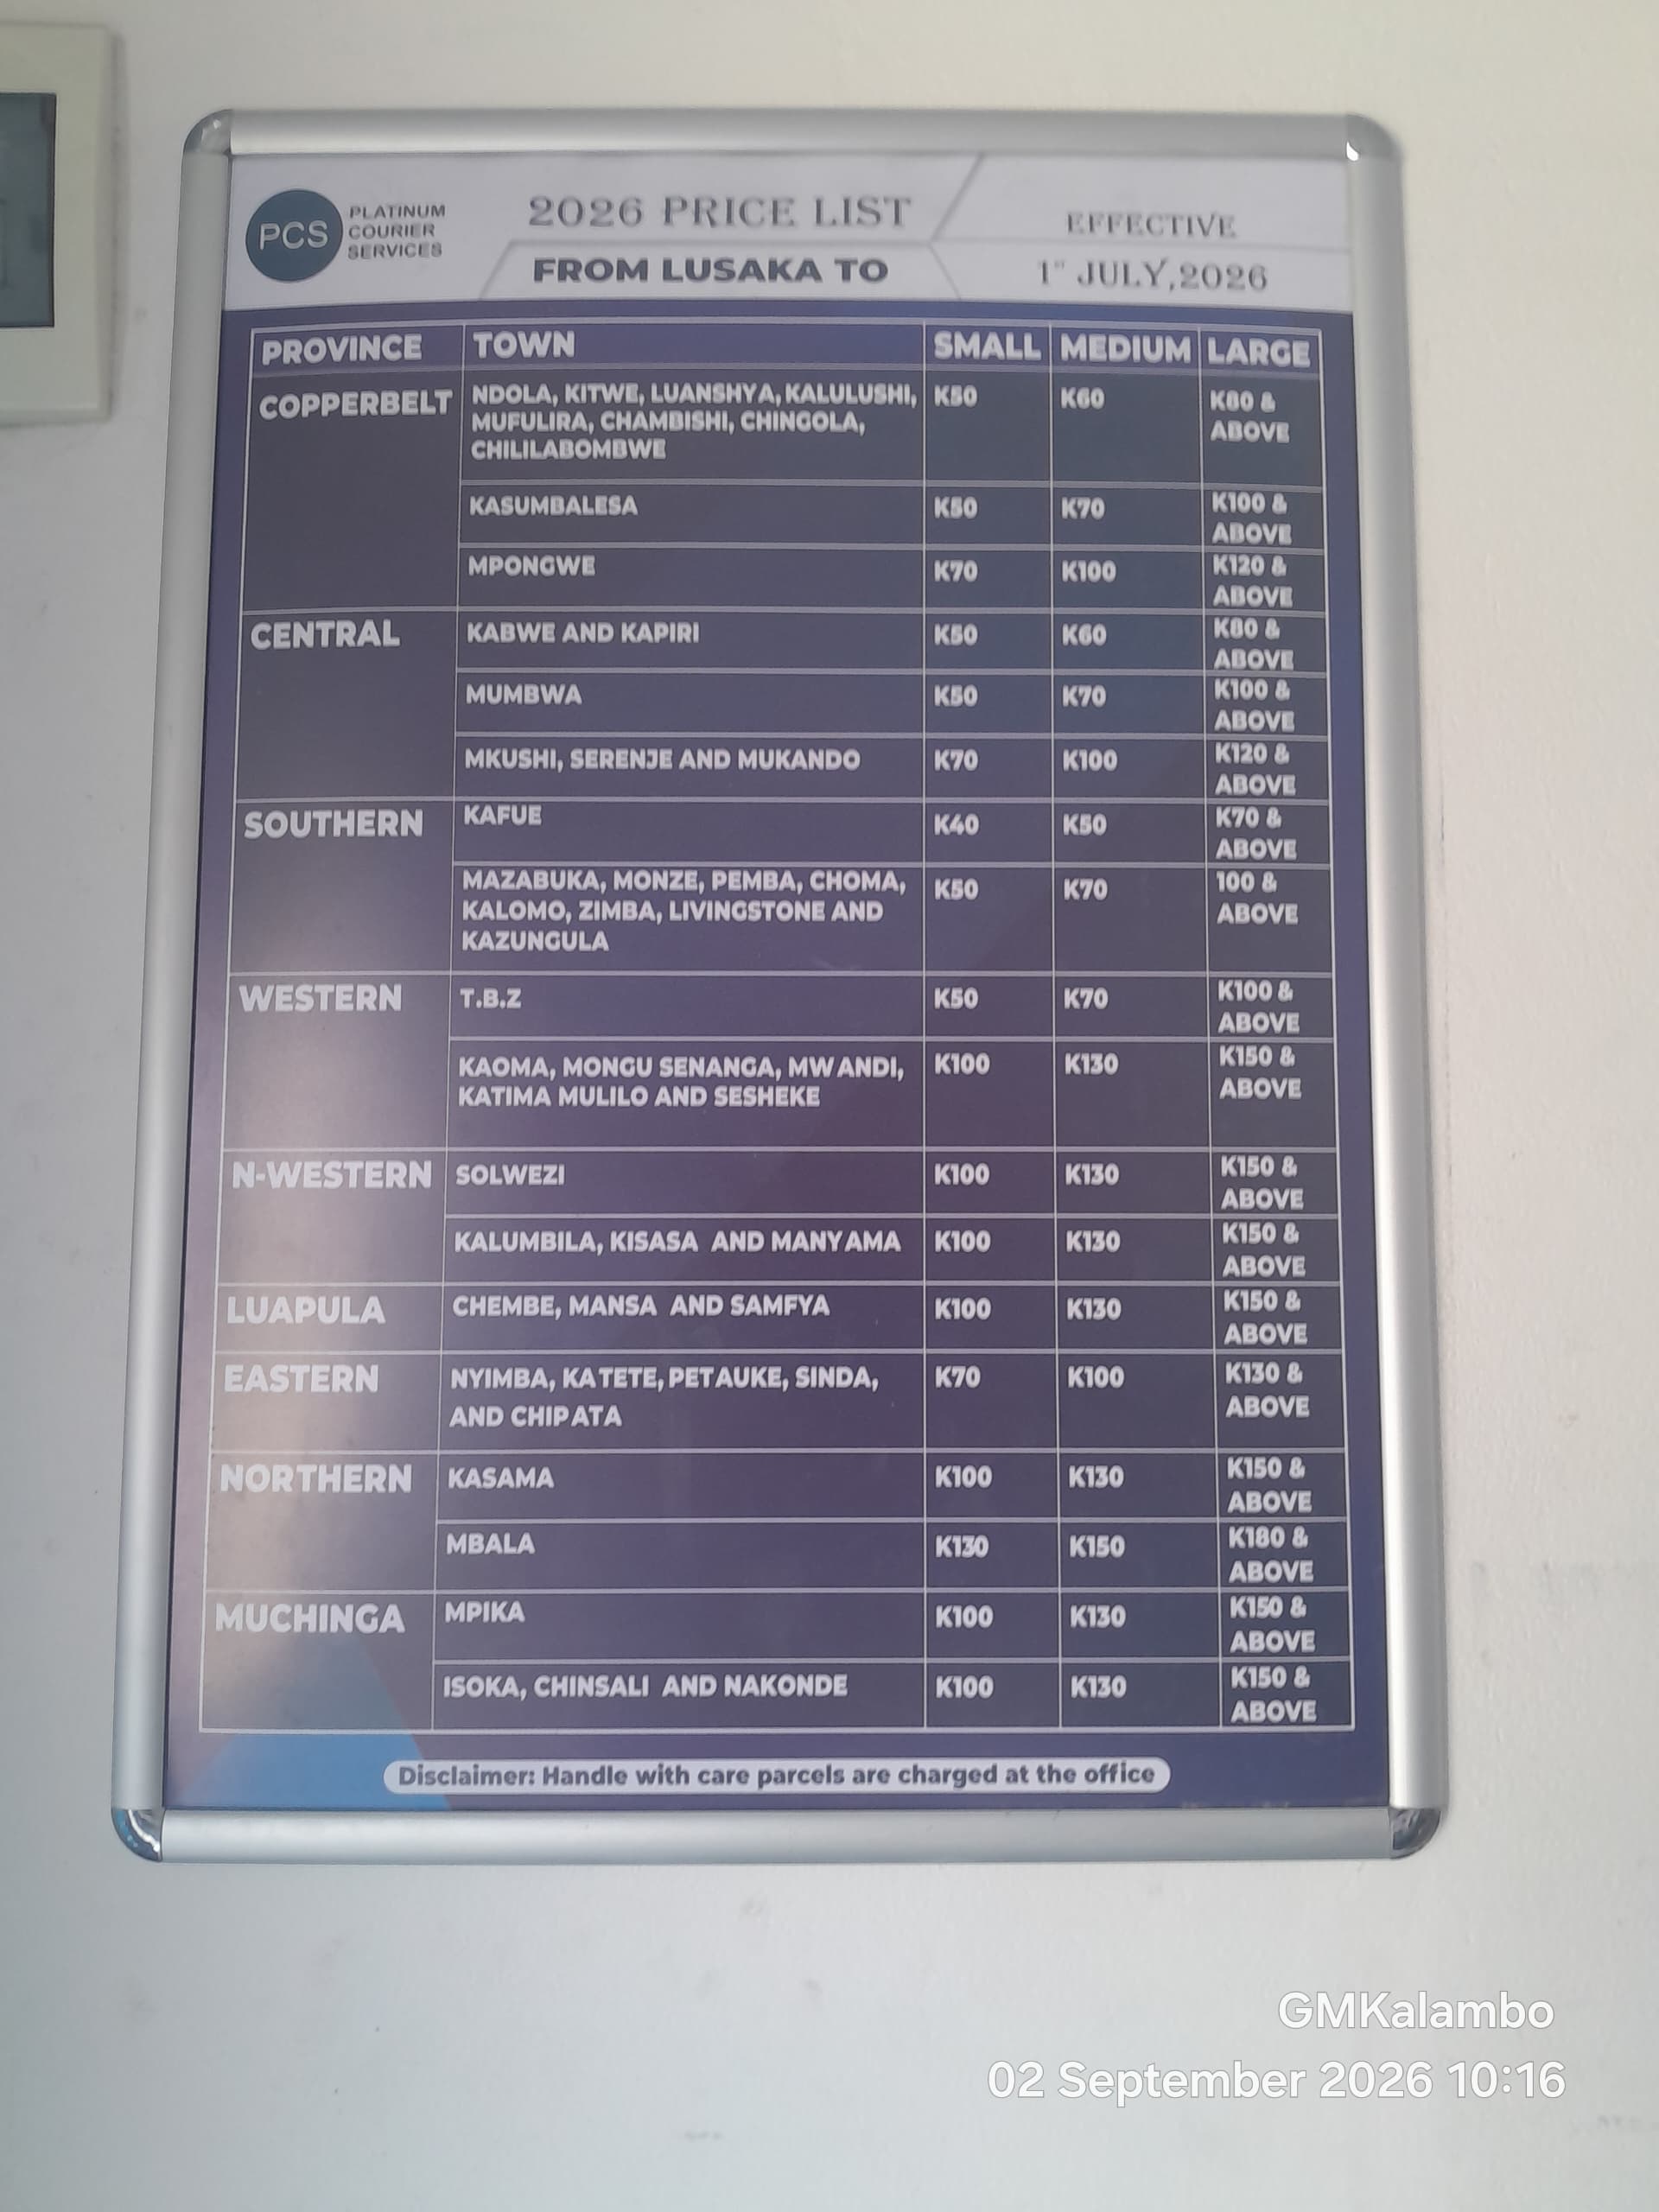 PCS
PLATINUM
COURIER
SERVICES
2026 PRICE LIST
FROM LUSAKA TO
EFFECTIVE
1st JULY,2026
PROVINCE TOWN SMALL MEDIUM LARGE
COPPERBELT NDOLA, KITWE, LUANSHYA, KALULUSHI, K50 K60 K80 &
MUFULIRA, CHAMBISHI, CHINGOLA, ABOVE
CHILILABOMBWE
KASUMBALESA K50 K70 K100 &
ABOVE
MPONGWE K70 K100 K120 &
ABOVE
CENTRAL KABWE AND KAPIRI K50 K60 K80 &
ABOVE
MUMBWA K50 K70 K100 &
ABOVE
MKUSHI, SERENJE AND MUKANDO K70 K100 K120 &
ABOVE
SOUTHERN KAFUE K40 K50 K70 &
ABOVE
MAZABUKA, MONZE, PEMBA, CHOMA, K50 K70 100 &
KALOMO, ZIMBA, LIVINGSTONE AND ABOVE
KAZUNGULA
WESTERN T.B.Z K50 K70 K100 &
ABOVE
KAOMA, MONGU SENANGA, MWANDI, K100 K130 K150 &
KATIMA MULILO AND SESHEKE ABOVE
N-WESTERN SOLWEZI K100 K130 K150 &
ABOVE
KALUMBILA, KISASA AND MANYAMA K100 K130 K150 &
ABOVE
LUAPULA CHEMBE, MANSA AND SAMFYA K100 K130 K150 &
ABOVE
EASTERN NYIMBA, KATETE, PETAUKE, SINDA, K70 K100 K130 &
AND CHIPATA ABOVE
NORTHERN KASAMA K100 K130 K150 &
ABOVE
MBALA K130 K150 K180 &
ABOVE
MUCHINGA MPIKA K100 K130 K150 &
ABOVE
ISOKA, CHINSALI AND NAKONDE K100 K130 K150 &
ABOVE
Disclaimer: Handle with care parcels are charged at the office
GMKalambo
02 September 2026 10:16